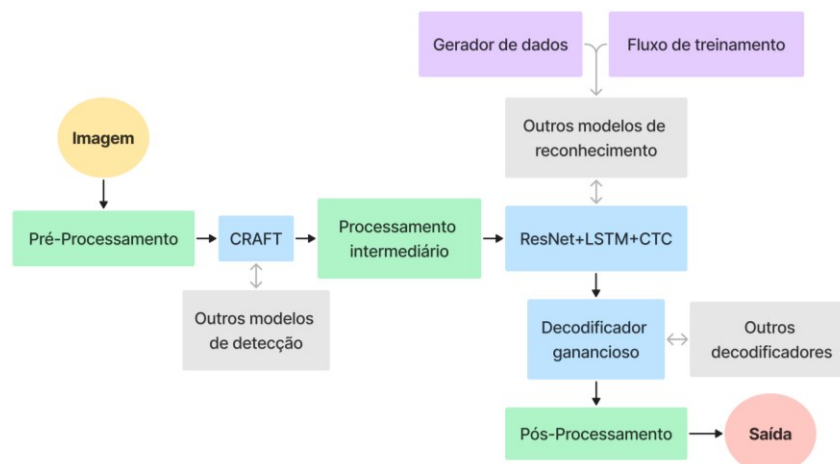 Gerador de dados
Fluxo de treinamento
Imagem
Outros modelos de
reconhecimento
Pré-Processamento
CRAFT
Processamento
intermediário
ResNet+LSTM+CTC
Outros modelos
de detecção
Decodificador
ganancioso
Outros
decodificadores
Pós-Processamento
Saída